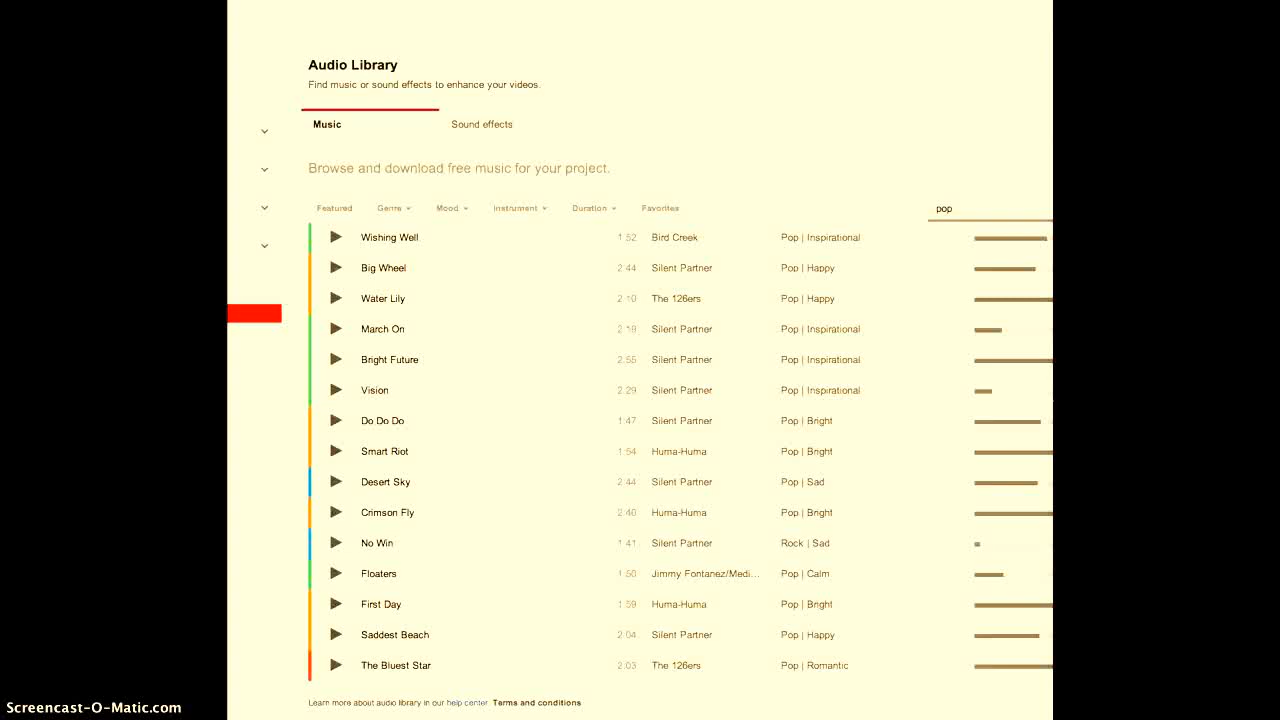 Audio Library
Find music or sound effects to enhance your videos.
Music Sound effects
Browse and download free music for your project.
Featured Genre Mood Instrument Duration Favorites pop
Wishing Well 1:52 Bird Creek Pop | Inspirational
Big Wheel 2:44 Silent Partner Pop | Happy
Water Lily 2:10 The 126ers Pop | Happy
March On 2:19 Silent Partner Pop | Inspirational
Bright Future 2:55 Silent Partner Pop | Inspirational
Vision 2:29 Silent Partner Pop | Inspirational
Do Do Do 1:47 Silent Partner Pop | Bright
Smart Riot 1:54 Huma-Huma Pop | Bright
Desert Sky 2:44 Silent Partner Pop | Sad
Crimson Fly 2:46 Huma-Huma Pop | Bright
No Win 1:41 Silent Partner Rock | Sad
Floaters 1:50 Jimmy Fontanez/Medi... Pop | Calm
First Day 1:59 Huma-Huma Pop | Bright
Saddest Beach 2:04 Silent Partner Pop | Happy
The Bluest Star 2:03 The 126ers Pop | Romantic
Learn more about audio library in our help center Terms and conditions
Screencast-O-Matic.com